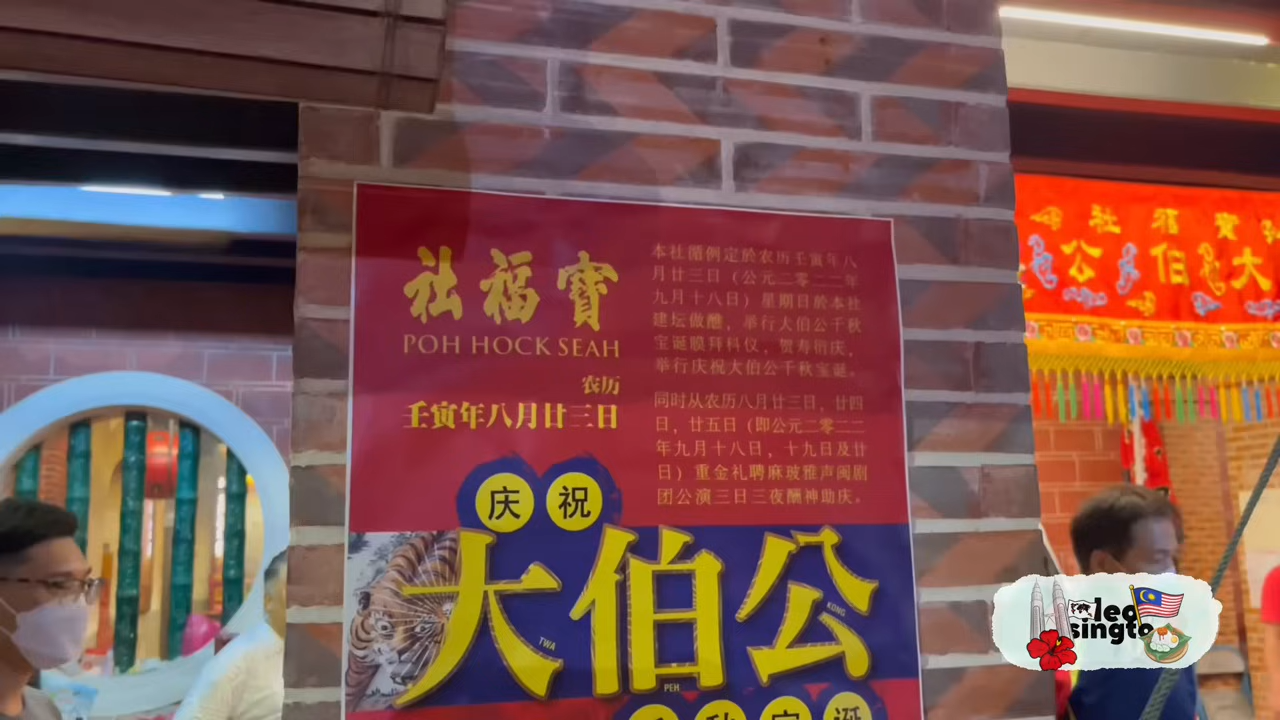 社福寶
POH HOCK SEAH
农历
壬寅年八月廿三日
本社循例定於农历壬寅年八
月廿三日（公元二零二二年
九月十八日）星期日於本社
建坛做醮，举行大伯公千秋
宝诞膜拜科仪，贺寿衍庆，
举行庆祝大伯公千秋宝诞。
同时从农历八月廿三日，廿四
日，廿五日（即公元二零二二
年九月十八日，十九日及廿
日）重金礼聘麻玻雅声闽剧
团公演三日三夜酬神助庆。
庆祝
大伯公
TWA
PEH
KONG
千秋宝诞
社福寶
公伯大
leo
singto